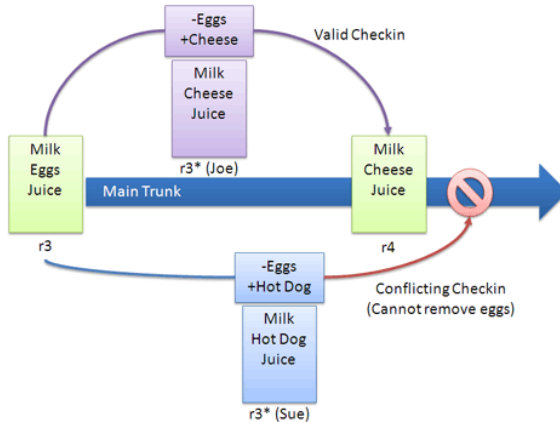 -Eggs
+Cheese
Valid Checkin
Milk
Cheese
Juice
r3* (Joe)
Milk
Eggs
Juice
r3
Main Trunk
Milk
Cheese
Juice
r4
-Eggs
+Hot Dog
Conflicting Checkin
(Cannot remove eggs)
Milk
Hot Dog
Juice
r3* (Sue)